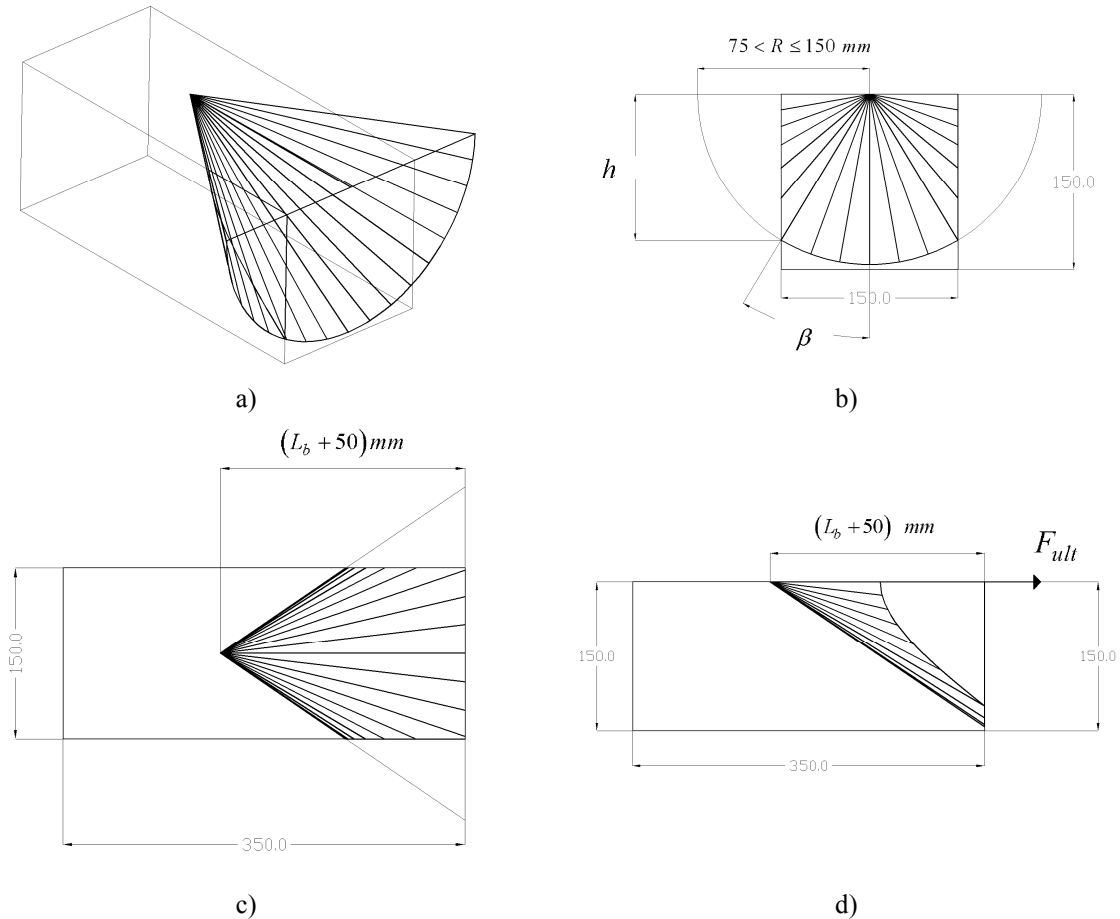 75 < R ≤ 150 mm
h
150.0
150.0
β
a)
b)
(L_b + 50) mm
150.0
350.0
(L_b + 50) mm
F_ult
150.0
150.0
350.0
c)
d)